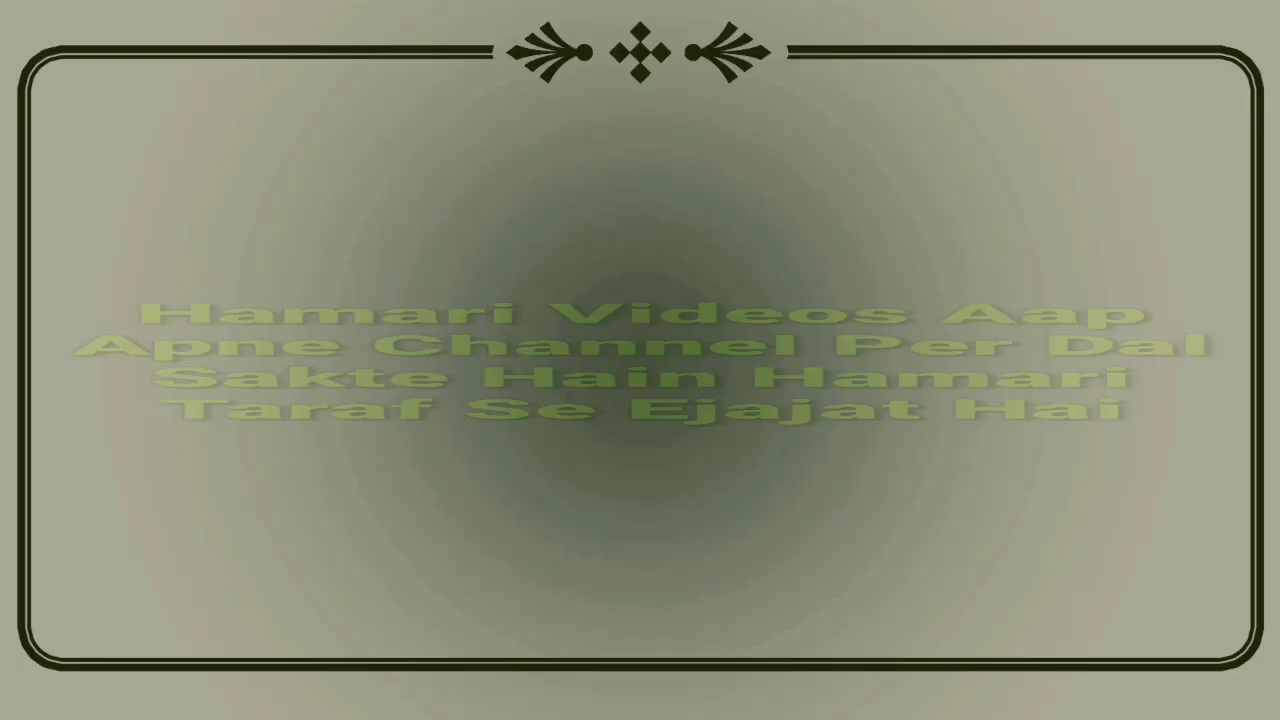 Hamari Videos Aap
Apne Channel Per Dal
Sakte Hain Hamari
Taraf Se Ejajat Hai